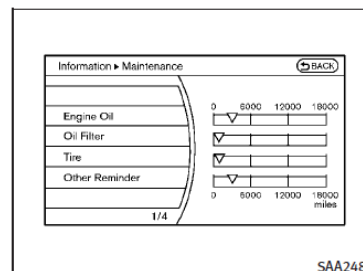 Information ▸ Maintenance
BACK
0 6000 12000 18000
Engine Oil
Oil Filter
Tire
Other Reminder
0 6000 12000 18000
miles
1/4
SAA248